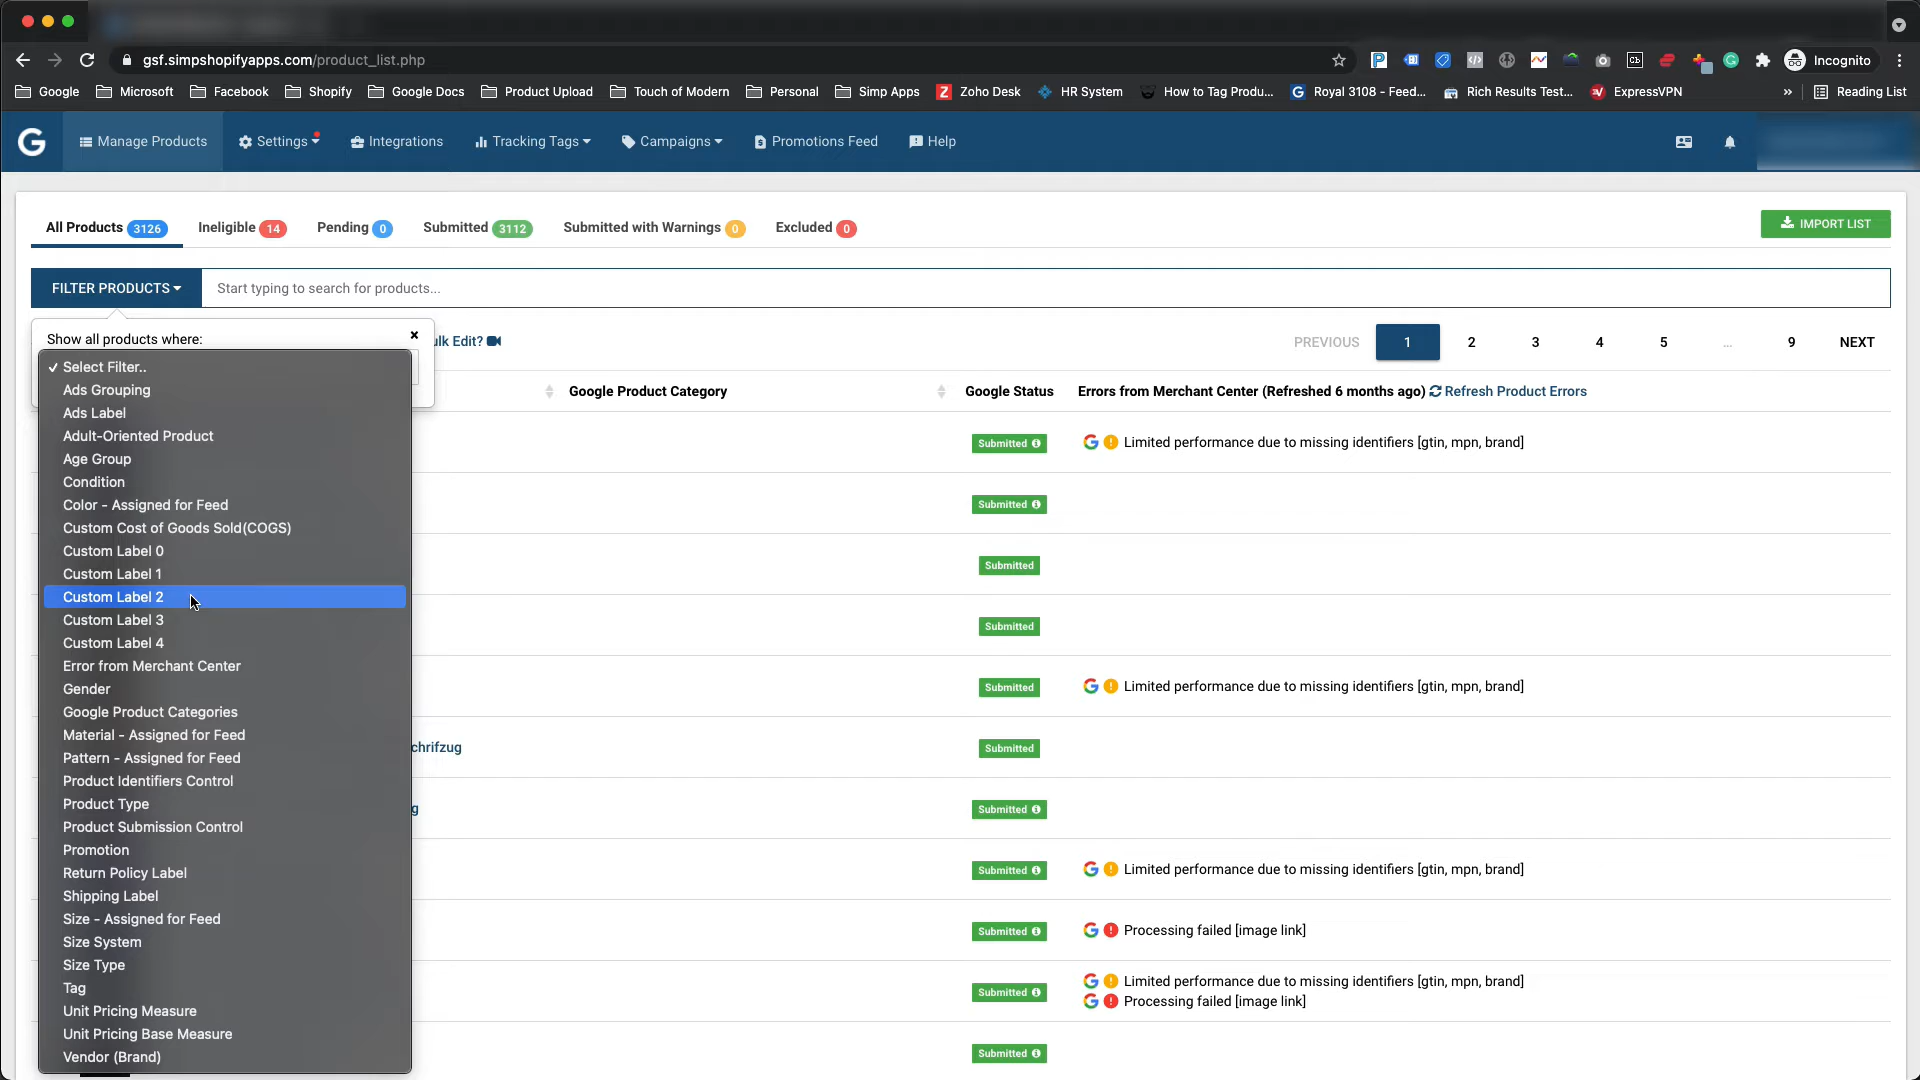 gsf.simpshopifyapps.com/product_list.php
Incognito
Google Microsoft Facebook Shopify Google Docs Product Upload Touch of Modern Personal Simp Apps Zoho Desk HR System How to Tag Produ... Royal 3108 - Feed... Rich Results Test... ExpressVPN » Reading List
G Manage Products Settings Integrations Tracking Tags Campaigns Promotions Feed Help
All Products 3126 Ineligible 14 Pending 0 Submitted 3112 Submitted with Warnings 0 Excluded 0 IMPORT LIST
FILTER PRODUCTS Start typing to search for products...
Show all products where: ×
ulk Edit? PREVIOUS 1 2 3 4 5 ... 9 NEXT
✓ Select Filter..
Ads Grouping
Ads Label
Adult-Oriented Product
Age Group
Condition
Color - Assigned for Feed
Custom Cost of Goods Sold(COGS)
Custom Label 0
Custom Label 1
Custom Label 2
Custom Label 3
Custom Label 4
Error from Merchant Center
Gender
Google Product Categories
Material - Assigned for Feed
Pattern - Assigned for Feed
Product Identifiers Control
Product Type
Product Submission Control
Promotion
Return Policy Label
Shipping Label
Size - Assigned for Feed
Size System
Size Type
Tag
Unit Pricing Measure
Unit Pricing Base Measure
Vendor (Brand)
Google Product Category Google Status Errors from Merchant Center (Refreshed 6 months ago) Refresh Product Errors
Submitted Limited performance due to missing identifiers [gtin, mpn, brand]
Submitted
Submitted
Submitted
Submitted Limited performance due to missing identifiers [gtin, mpn, brand]
chrifzug Submitted
g Submitted
Submitted Limited performance due to missing identifiers [gtin, mpn, brand]
Submitted Processing failed [image link]
Submitted Limited performance due to missing identifiers [gtin, mpn, brand]
Processing failed [image link]
Submitted